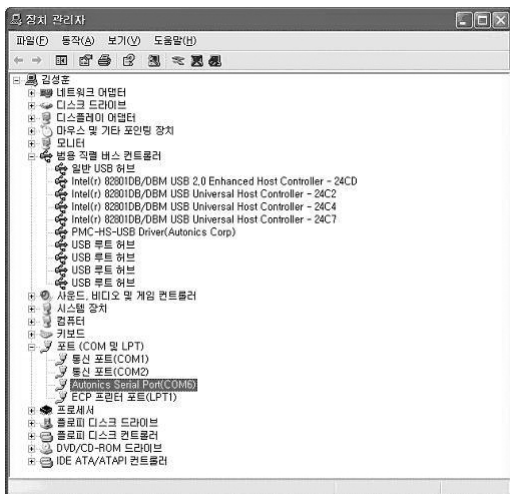 장치 관리자
파일(F) 동작(A) 보기(V) 도움말(H)
김성훈
네트워크 어댑터
디스크 드라이브
디스플레이 어댑터
마우스 및 기타 포인팅 장치
모니터
범용 직렬 버스 컨트롤러
일반 USB 허브
Intel(r) 82801DB/DBM USB 2.0 Enhanced Host Controller - 24CD
Intel(r) 82801DB/DBM USB Universal Host Controller - 24C2
Intel(r) 82801DB/DBM USB Universal Host Controller - 24C4
Intel(r) 82801DB/DBM USB Universal Host Controller - 24C7
PMC-HS-USB Driver(Autonics Corp)
USB 루트 허브
USB 루트 허브
USB 루트 허브
USB 루트 허브
사운드, 비디오 및 게임 컨트롤러
시스템 장치
컴퓨터
키보드
포트 (COM 및 LPT)
통신 포트(COM1)
통신 포트(COM2)
Autonics Serial Port(COM6)
ECP 프린터 포트(LPT1)
프로세서
플로피 디스크 드라이브
플로피 디스크 컨트롤러
DVD/CD-ROM 드라이브
IDE ATA/ATAPI 컨트롤러